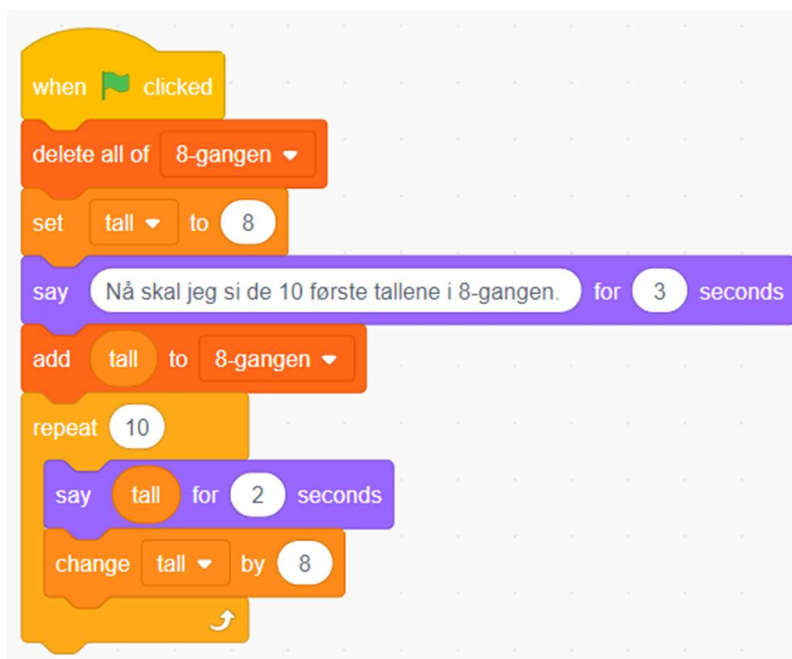 when clicked
delete all of 8-gangen
set tall to 8
say Nå skal jeg si de 10 første tallene i 8-gangen. for 3 seconds
add tall to 8-gangen
repeat 10
say tall for 2 seconds
change tall by 8